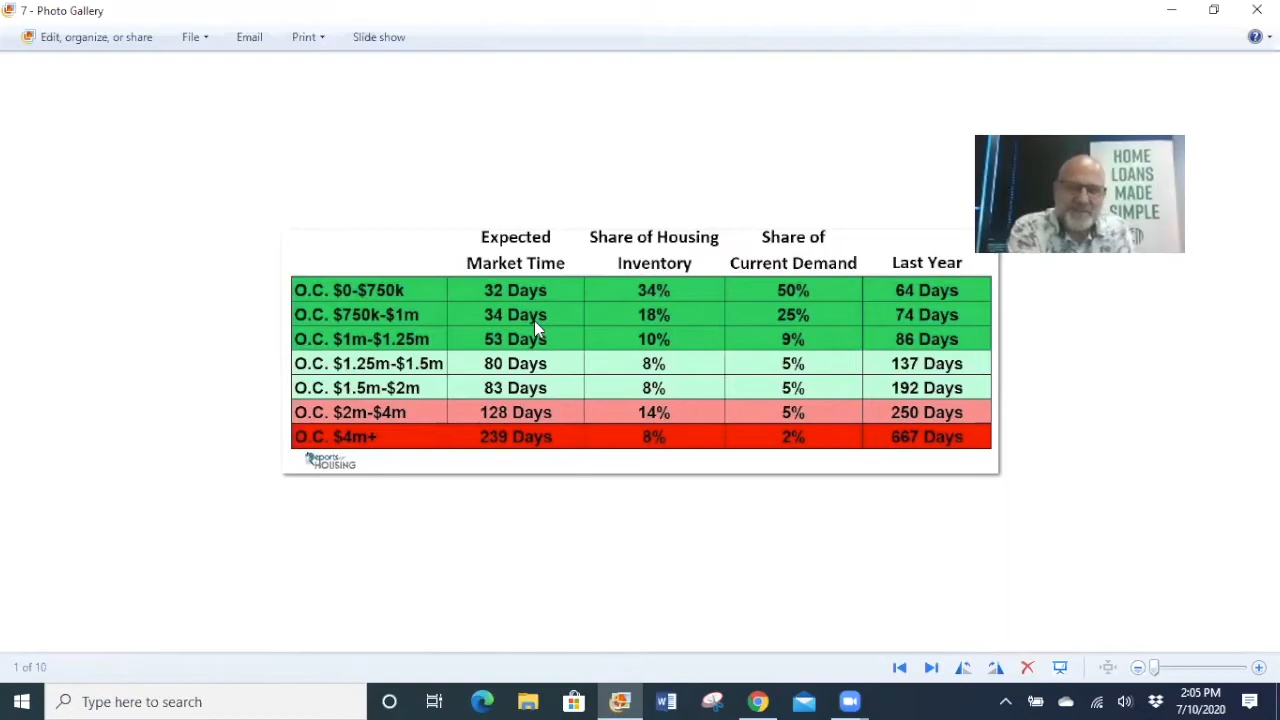 7 - Photo Gallery
Edit, organize, or share File Email Print Slide show
HOME
LOANS
MADE
SIMPLE
Expected Share of Housing Share of
Market Time Inventory Current Demand Last Year
O.C. $0-$750k 32 Days 34% 50% 64 Days
O.C. $750k-$1m 34 Days 18% 25% 74 Days
O.C. $1m-$1.25m 53 Days 10% 9% 86 Days
O.C. $1.25m-$1.5m 80 Days 8% 5% 137 Days
O.C. $1.5m-$2m 83 Days 8% 5% 192 Days
O.C. $2m-$4m 128 Days 14% 5% 250 Days
O.C. $4m+ 239 Days 8% 2% 667 Days
Reports on
HOUSING
1 of 10
Type here to search
2:05 PM
7/10/2020